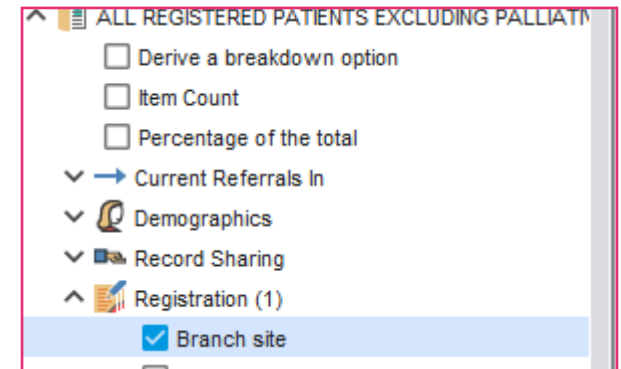 ALL REGISTERED PATIENTS EXCLUDING
Derive a breakdown option
Item Count
Percentage of the total
Current Referrals In
Demographics
Record Sharing
Registration (1)
Branch site